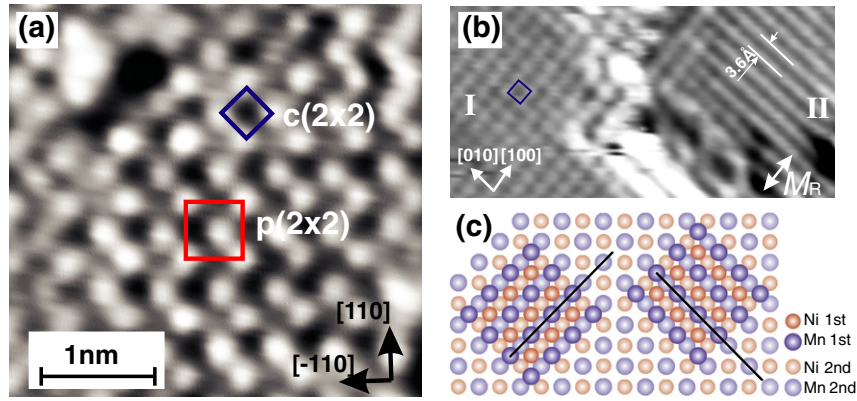 (a)
c(2x2)
p(2x2)
[110]
[-110]
1nm
(b)
3.6Å
I
II
[010] [100]
MR
(c)
Ni 1st
Mn 1st
Ni 2nd
Mn 2nd